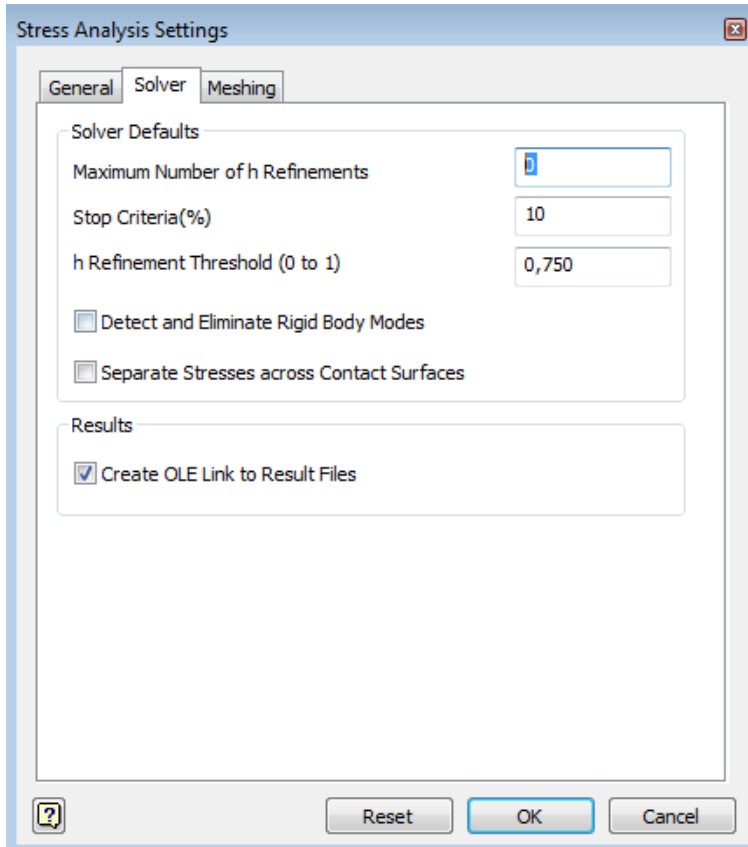 Stress Analysis Settings
General Solver Meshing
Solver Defaults
Maximum Number of h Refinements 0
Stop Criteria(%) 10
h Refinement Threshold (0 to 1) 0,750
Detect and Eliminate Rigid Body Modes
Separate Stresses across Contact Surfaces
Results
Create OLE Link to Result Files
? Reset OK Cancel